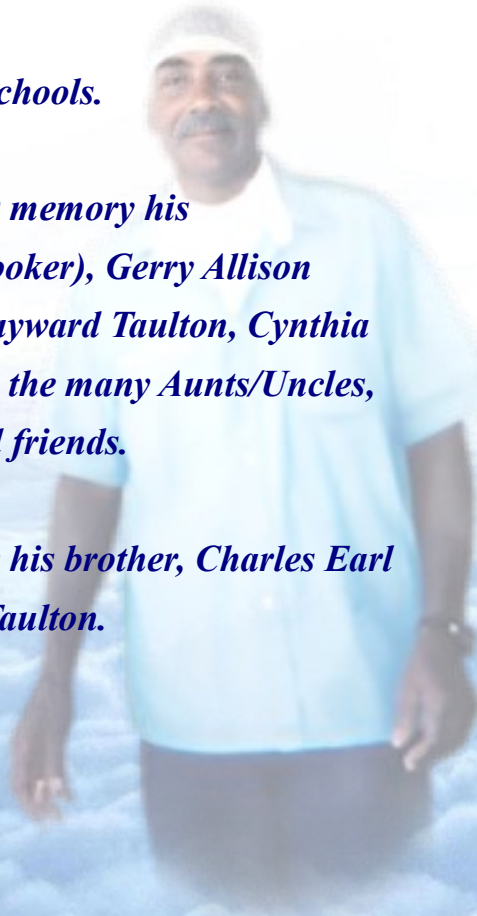 chools.
memory his
ooker), Gerry Allison
ayward Taulton, Cynthia
the many Aunts/Uncles,
friends.
his brother, Charles Earl
Taulton.